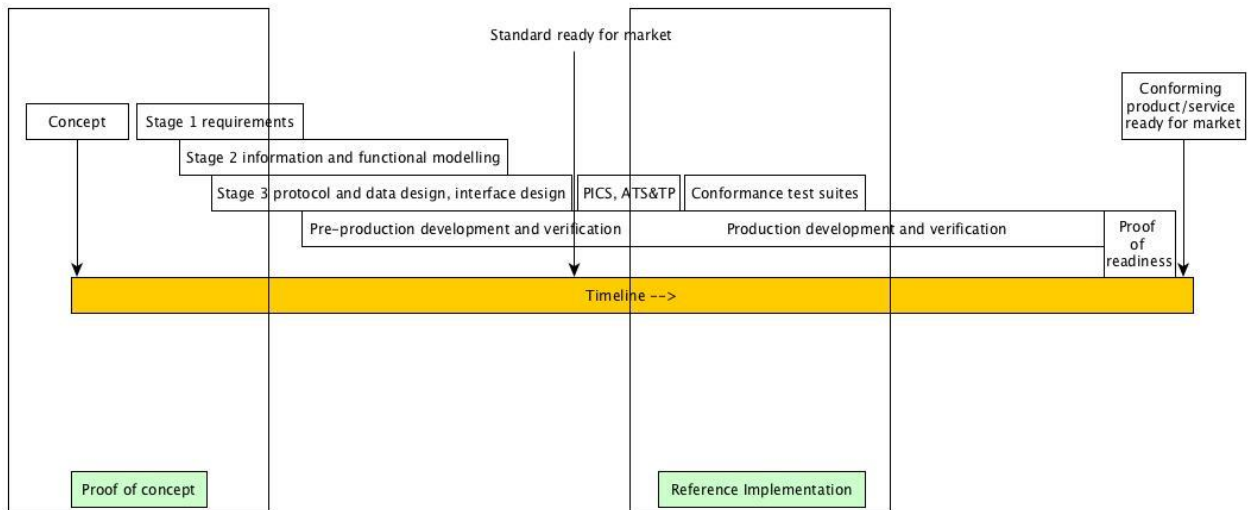 Standard ready for market
Conforming
product/service
ready for market
Concept
Stage 1 requirements
Stage 2 information and functional modelling
Stage 3 protocol and data design, interface design
PICS, ATS&TP
Conformance test suites
Pre-production development and verification
Production development and verification
Proof
of
readiness
Timeline -->
Proof of concept
Reference Implementation